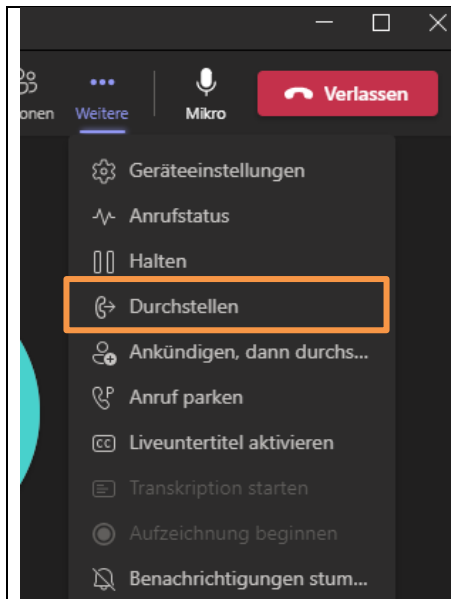 onen Weitere Mikro Verlassen
Geräteeinstellungen
Anrufstatus
Halten
Durchstellen
Ankündigen, dann durchs...
Anruf parken
Liveuntertitel aktivieren
Transkription starten
Aufzeichnung beginnen
Benachrichtigungen stum...